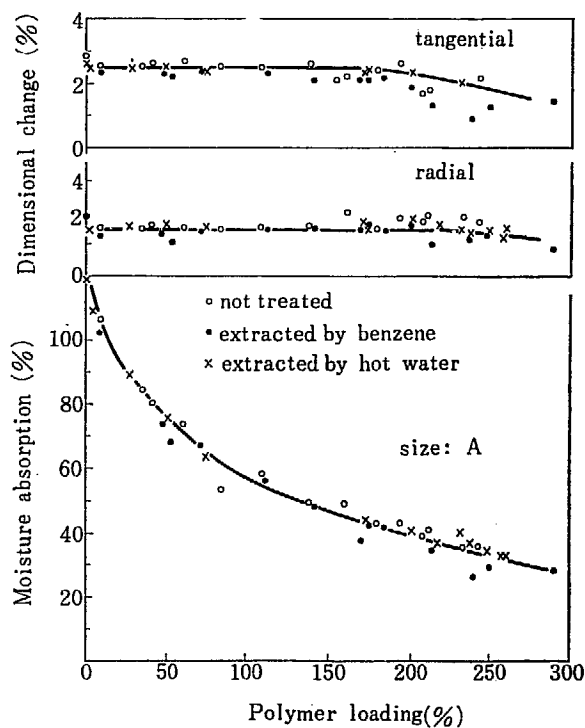 4
tangential
2
0
radial
2
0
Dimensional change (%)
not treated
extracted by benzene
extracted by hot water
size: A
100
80
60
40
20
Moisture absorption (%)
0
50
100
150
200
250
300
Polymer loading(%)